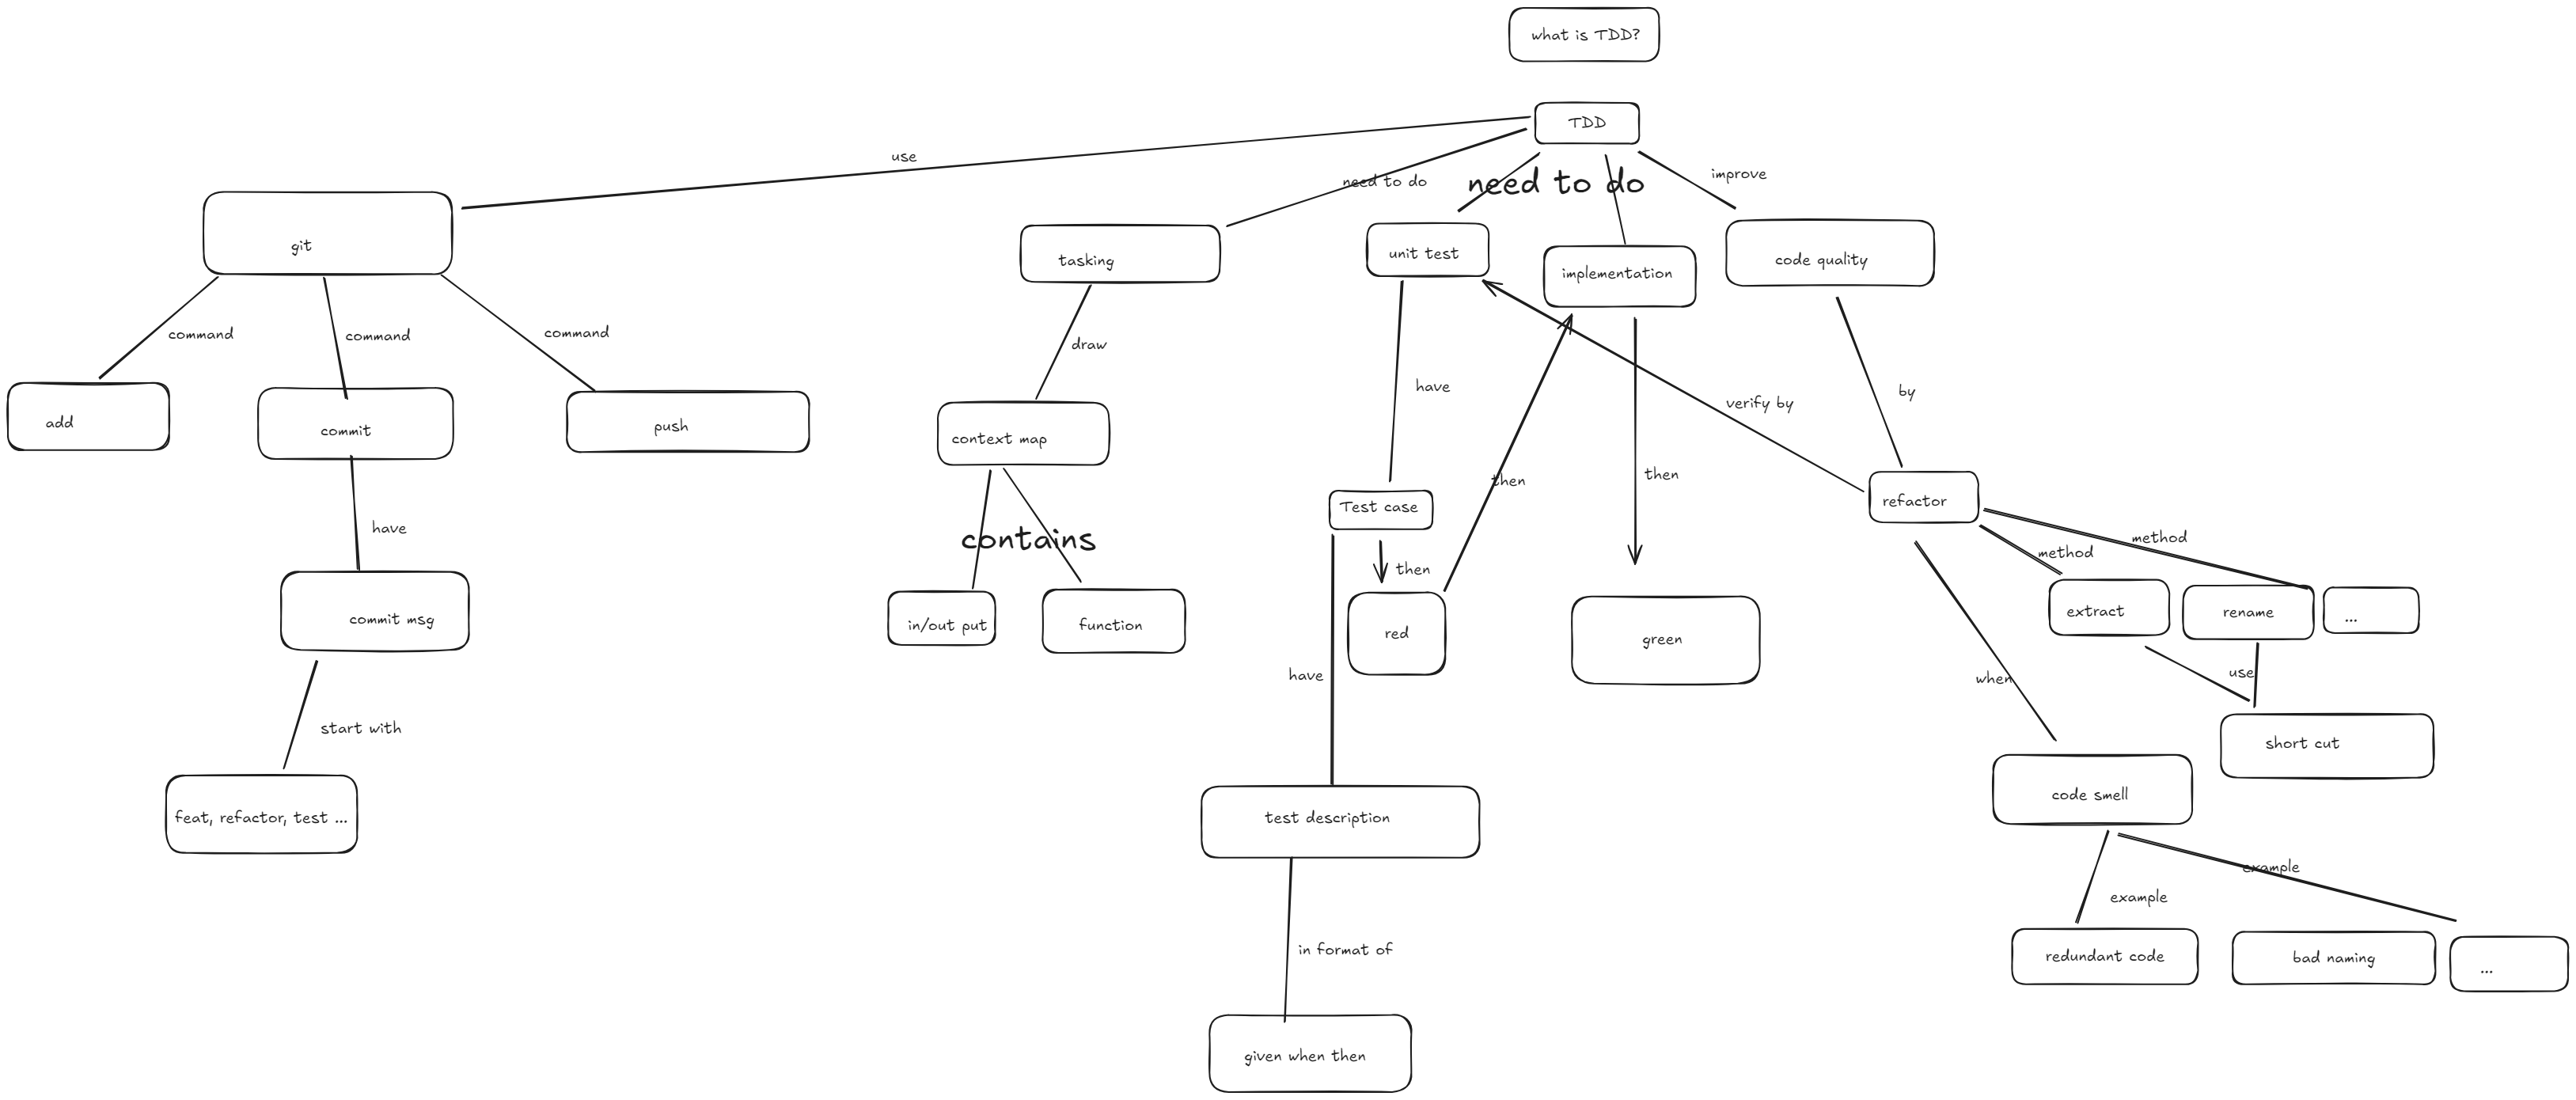 what is TDD?
TDD
use
need to do
need to do
improve
git
tasking
unit test
implementation
code quality
command
command
command
draw
have
verify by
by
add
commit
push
context map
then
then
refactor
Test case
have
contains
then
method
method
commit msg
in/out put
function
red
green
extract
rename
...
have
when
use
start with
short cut
feat, refactor, test ...
test description
code smell
example
example
in format of
redundant code
bad naming
...
given when then